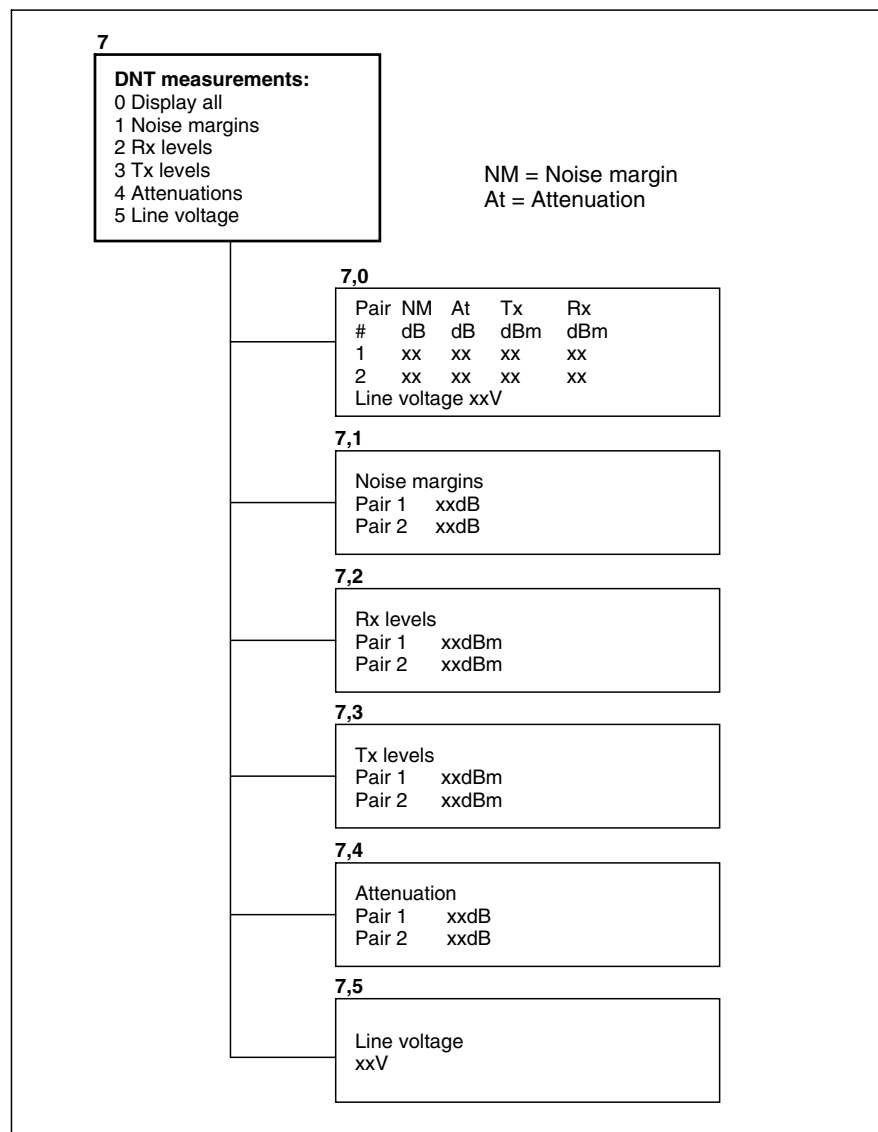 7
DNT measurements:
0 Display all
1 Noise margins
2 Rx levels
3 Tx levels
4 Attenuations
5 Line voltage
NM = Noise margin
At = Attenuation
7,0
Pair NM At Tx Rx
# dB dB dBm dBm
1 xx xx xx xx
2 xx xx xx xx
Line voltage xxV
7,1
Noise margins
Pair 1 xxdB
Pair 2 xxdB
7,2
Rx levels
Pair 1 xxdBm
Pair 2 xxdBm
7,3
Tx levels
Pair 1 xxdBm
Pair 2 xxdBm
7,4
Attenuation
Pair 1 xxdB
Pair 2 xxdB
7,5
Line voltage
xxV